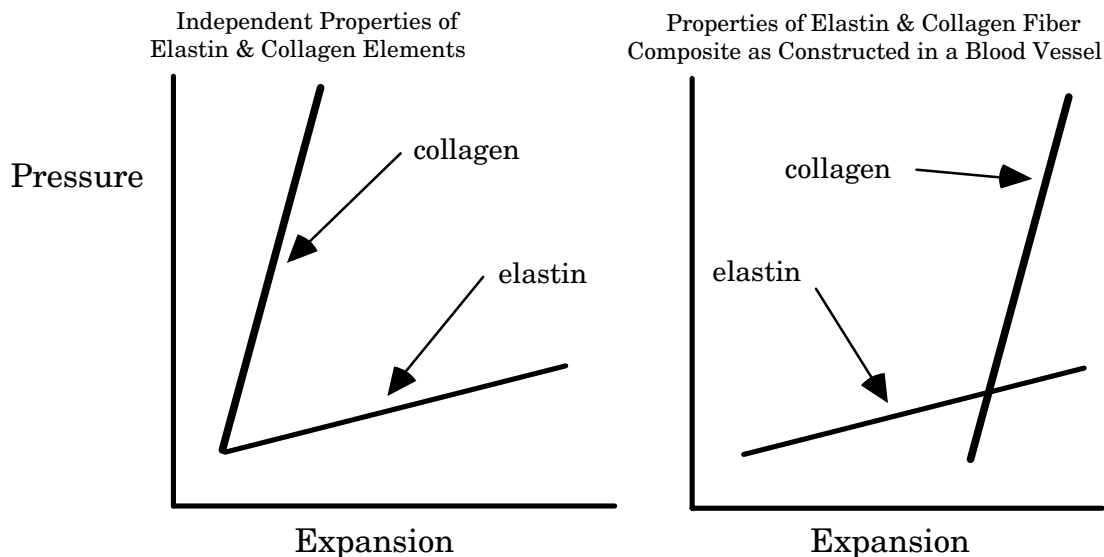 Independent Properties of
Elastin & Collagen Elements
Pressure
collagen
elastin
Expansion
Properties of Elastin & Collagen Fiber
Composite as Constructed in a Blood Vessel
collagen
elastin
Expansion